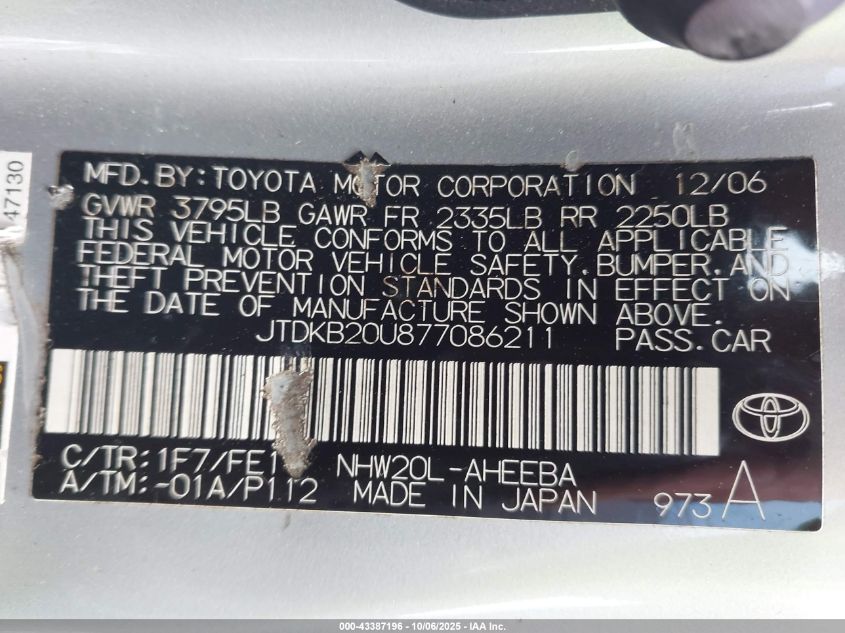 47130
MFD.BY:TOYOTA MOTOR CORPORATION 12/06
GVWR 3795LB GAWR FR 2335LB RR 2250LB
THIS VEHICLE CONFORMS TO ALL APPLICABLE
FEDERAL MOTOR VEHICLE SAFETY.BUMPER.AND
THEFT PREVENTION STANDARDS IN EFFECT ON
THE DATE OF MANUFACTURE SHOWN ABOVE.
JTDKB20U877086211 PASS.CAR
C/TR:1F7/FE1 NHW20L-AHEEBA
A/TM:-01A/P112 MADE IN JAPAN 973 A
000-43387196 - 10/06/2025 - IAA Inc.